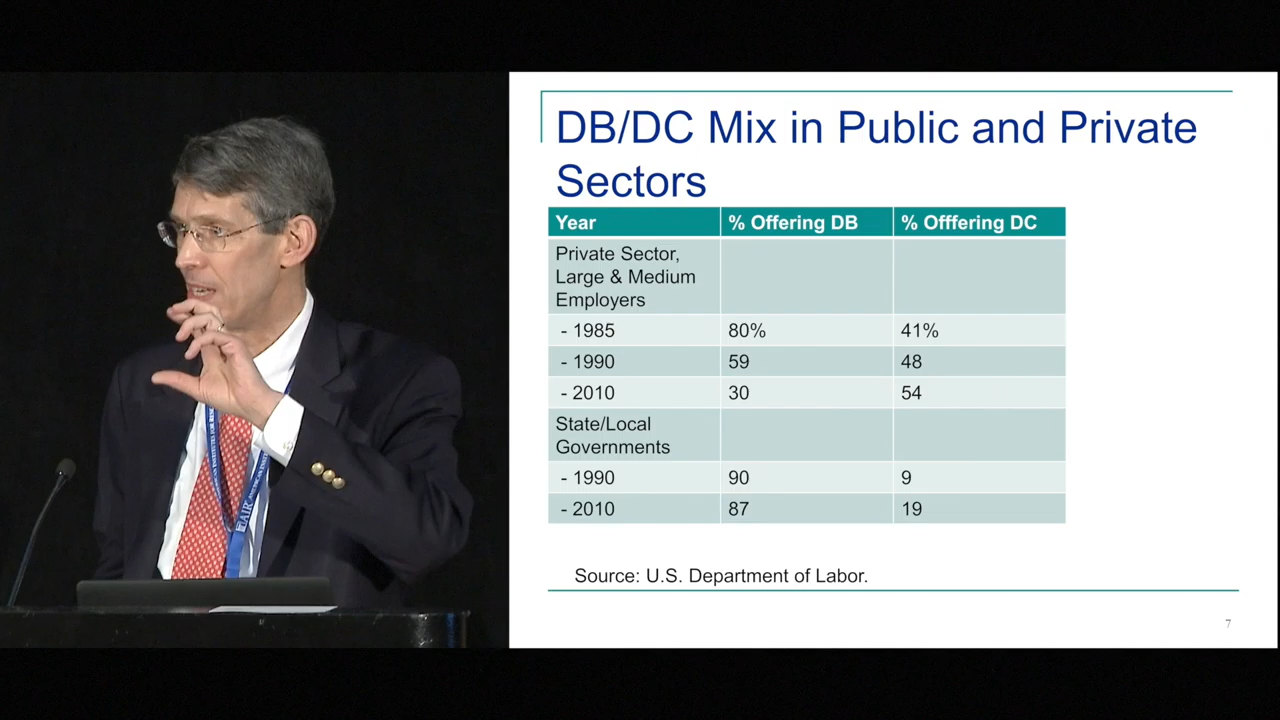 DB/DC Mix in Public and Private
Sectors
Year % Offering DB % Offfering DC
Private Sector,
Large & Medium
Employers
- 1985 80% 41%
- 1990 59 48
- 2010 30 54
State/Local
Governments
- 1990 90 9
- 2010 87 19
Source: U.S. Department of Labor.
7
AIR